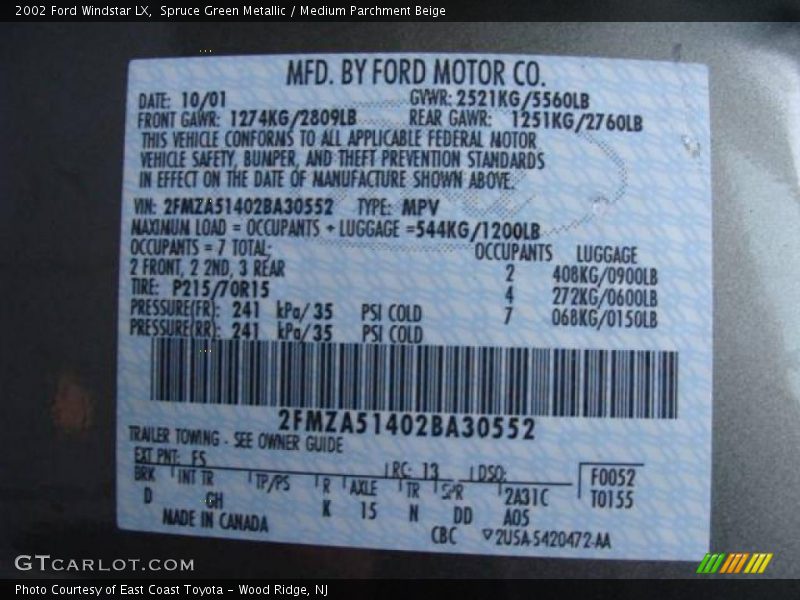 2002 Ford Windstar LX,  Spruce Green Metallic / Medium Parchment Beige
MFD. BY FORD MOTOR CO.
DATE: 10/01 GVWR: 2521KG/5560LB
FRONT GAWR: 1274KG/2809LB REAR GAWR: 1251KG/2760LB
THIS VEHICLE CONFORMS TO ALL APPLICABLE FEDERAL MOTOR
VEHICLE SAFETY, BUMPER, AND THEFT PREVENTION STANDARDS
IN EFFECT ON THE DATE OF MANUFACTURE SHOWN ABOVE.
VIN: 2FMZA51402BA30552 TYPE: MPV
MAXIMUM LOAD = OCCUPANTS + LUGGAGE =544KG/1200LB
OCCUPANTS = 7 TOTAL: OCCUPANTS LUGGAGE
2 FRONT, 2 2ND, 3 REAR 2 408KG/0900LB
TIRE: P215/70R15 4 272KG/0600LB
PRESSURE(FR): 241 kPa/35 PSI COLD 7 068KG/0150LB
PRESSURE(RR): 241 kPa/35 PSI COLD
2FMZA51402BA30552
TRAILER TOWING - SEE OWNER GUIDE
EXT PNT: FS RC: 13 DSO: F0052
BRK INT TR TP/PS R AXLE TR SPR 2A31C T0155
D GH K 15 N DD A05
MADE IN CANADA CBC ▽2U5A-5420472-AA
GTCARLOT.COM
Photo Courtesy of East Coast Toyota - Wood Ridge, NJ